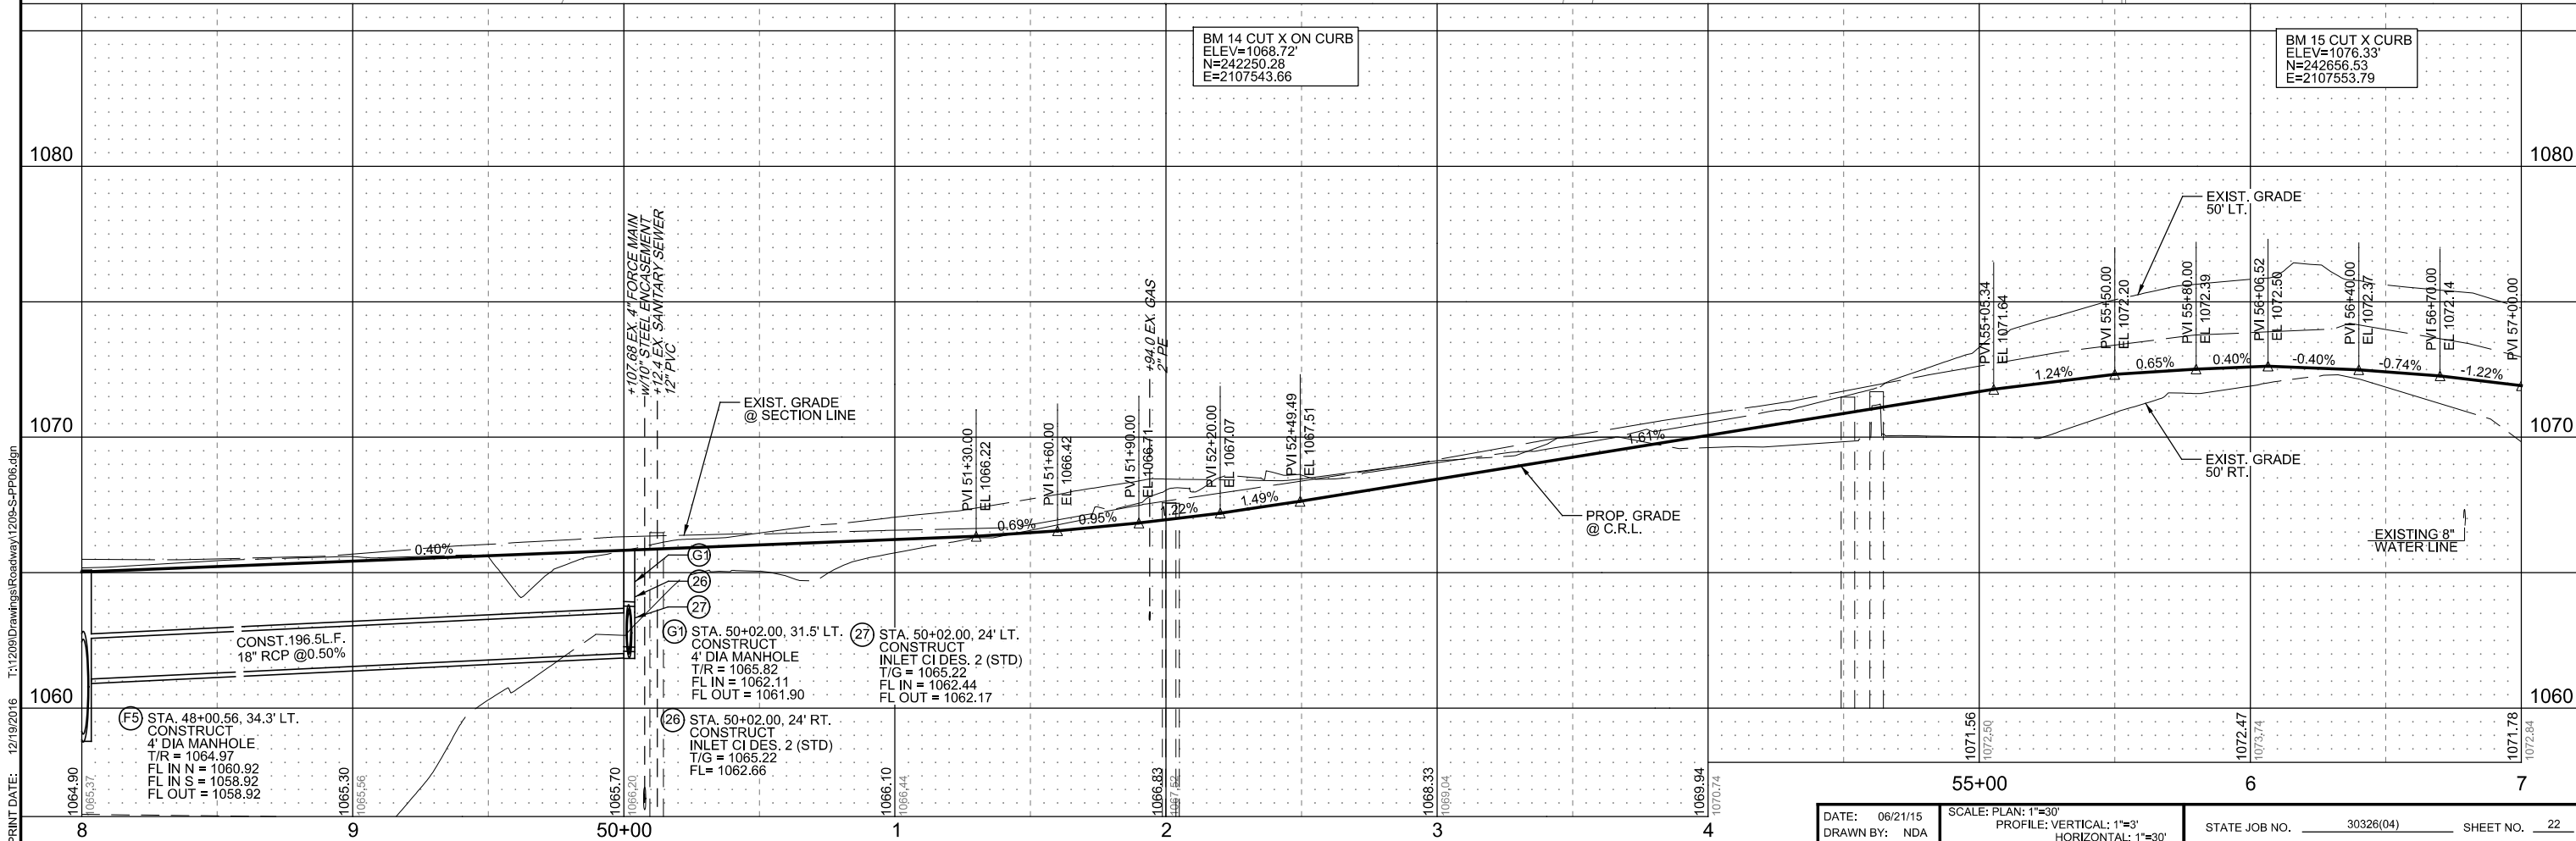 BM 14 CUT X ON CURB
ELEV=1068.72'
N=242250.28
E=2107543.66
BM 15 CUT X CURB
ELEV=1076.33'
N=242656.53
E=2107553.79
1080
1080
EXIST. GRADE
50' LT.
+107.68 EX. 4" FORCE MAIN
w/10" STEEL ENCASEMENT
+12.4 EX. SANITARY SEWER
12" PVC
+94.0 EX. GAS
2" PE
PVI 55+05.34
EL 1071.64
PVI 55+50.00
EL 1072.20
PVI 55+80.00
EL 1072.39
PVI 56+06.52
EL 1072.50
PVI 56+40.00
EL 1072.37
PVI 56+70.00
EL 1072.14
PVI 57+00.00
1.24%
0.65%
0.40%
-0.40%
-0.74%
-1.22%
EXIST. GRADE
@ SECTION LINE
1070
1070
PVI 51+30.00
EL 1066.22
PVI 51+60.00
EL 1066.42
PVI 51+90.00
EL 1066.71
PVI 52+20.00
EL 1067.07
PVI 52+49.49
EL 1067.51
0.40%
0.69%
0.95%
1.22%
1.49%
1.61%
EXIST. GRADE
50' RT.
PROP. GRADE
@ C.R.L.
EXISTING 8"
WATER LINE
G1
26
27
CONST.196.5L.F.
18" RCP @0.50%
G1 STA. 50+02.00, 31.5' LT.
CONSTRUCT
4' DIA MANHOLE
T/R = 1065.82
FL IN = 1062.11
FL OUT = 1061.90
27 STA. 50+02.00, 24' LT.
CONSTRUCT
INLET CI DES. 2 (STD)
T/G = 1065.22
FL IN = 1062.44
FL OUT = 1062.17
1060
1060
F5 STA. 48+00.56, 34.3' LT.
CONSTRUCT
4' DIA MANHOLE
T/R = 1064.97
FL IN N = 1060.92
FL IN S = 1058.92
FL OUT = 1058.92
26 STA. 50+02.00, 24' RT.
CONSTRUCT
INLET CI DES. 2 (STD)
T/G = 1065.22
FL= 1062.66
1064.90
1065.37
1065.30
1065.56
1065.70
1066.20
1066.10
1066.44
1066.83
1068.33
1069.04
1069.94
1070.74
1071.56
1072.50
1072.47
1073.74
1071.78
1072.84
8
9
50+00
1
2
3
4
55+00
6
7
PRINT DATE: 12/19/2016 T:\1209\Drawings\Roadway\1209-S-PP06.dgn
DATE: 06/21/15
DRAWN BY: NDA
SCALE: PLAN: 1"=30'
PROFILE: VERTICAL: 1"=3'
HORIZONTAL: 1"=30'
STATE JOB NO. 30326(04) SHEET NO. 22